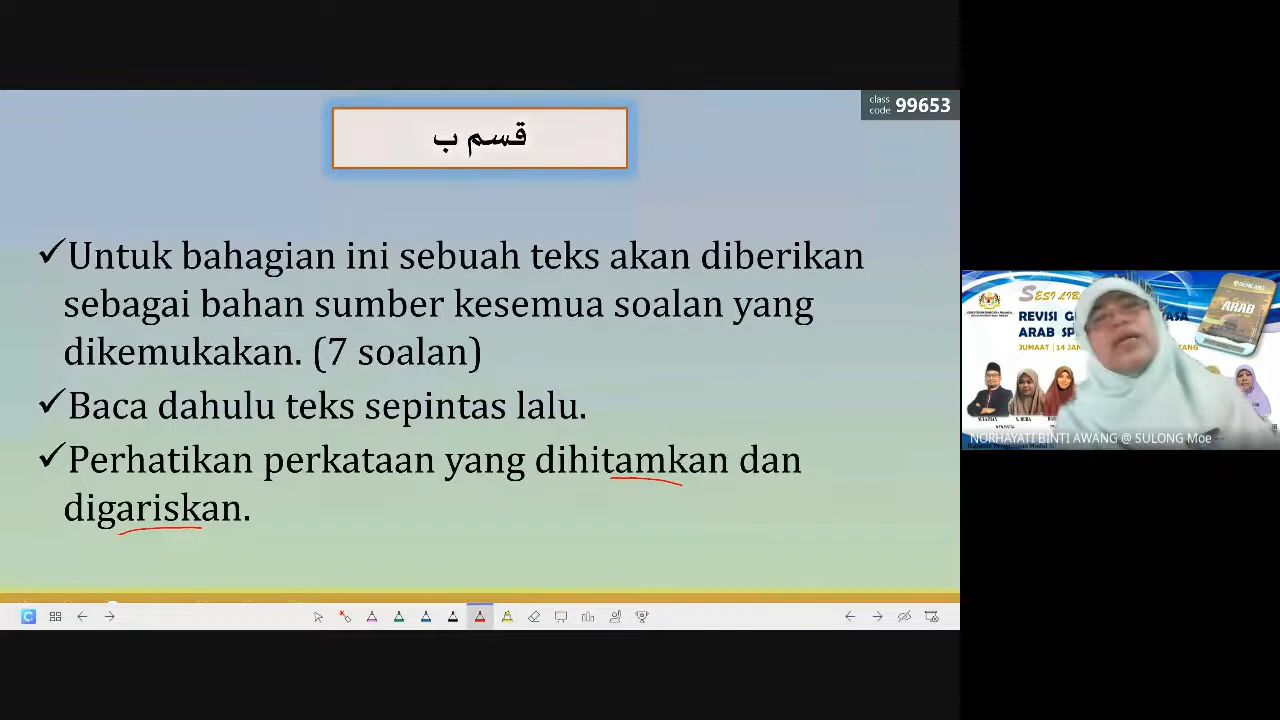 قسم ب
class
code 99653
✓Untuk bahagian ini sebuah teks akan diberikan
sebagai bahan sumber kesemua soalan yang
dikemukakan. (7 soalan)
✓Baca dahulu teks sepintas lalu.
✓Perhatikan perkataan yang dihitamkan dan
digariskan.
SESI
REVISI
ARAB SP
JUMAAT | 14 JAN
ARAB
NORHAYATI BINTI AWANG @ SULONG Moe